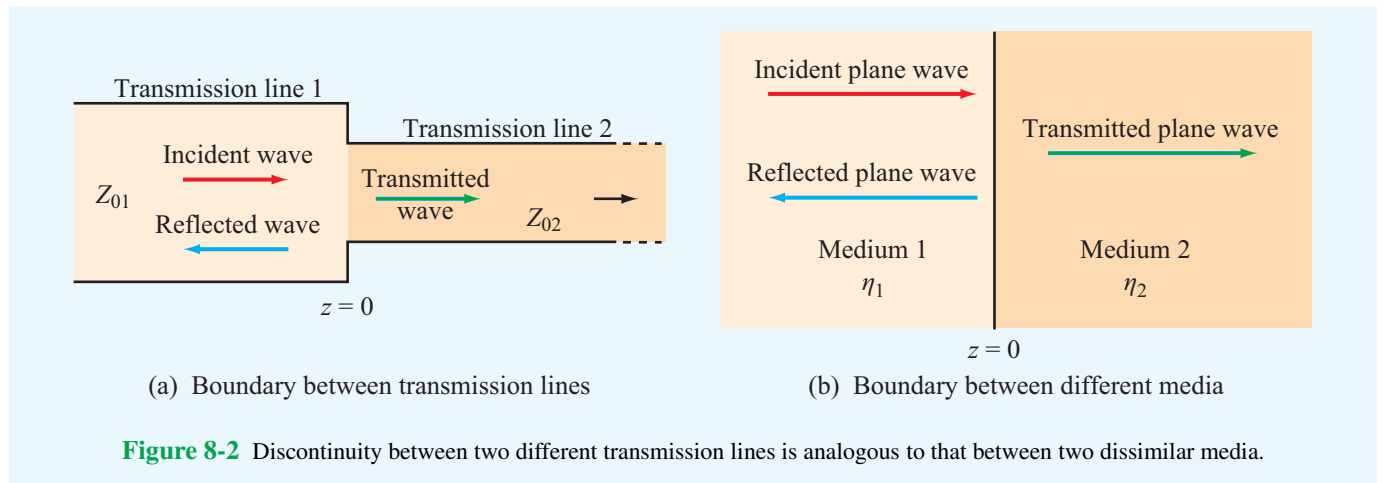 Transmission line 1
Transmission line 2
Incident wave
Z01
Reflected wave
Transmitted
wave
Z02
z = 0
(a) Boundary between transmission lines
Incident plane wave
Transmitted plane wave
Reflected plane wave
Medium 1
η1
Medium 2
η2
z = 0
(b) Boundary between different media
Figure 8-2 Discontinuity between two different transmission lines is analogous to that between two dissimilar media.